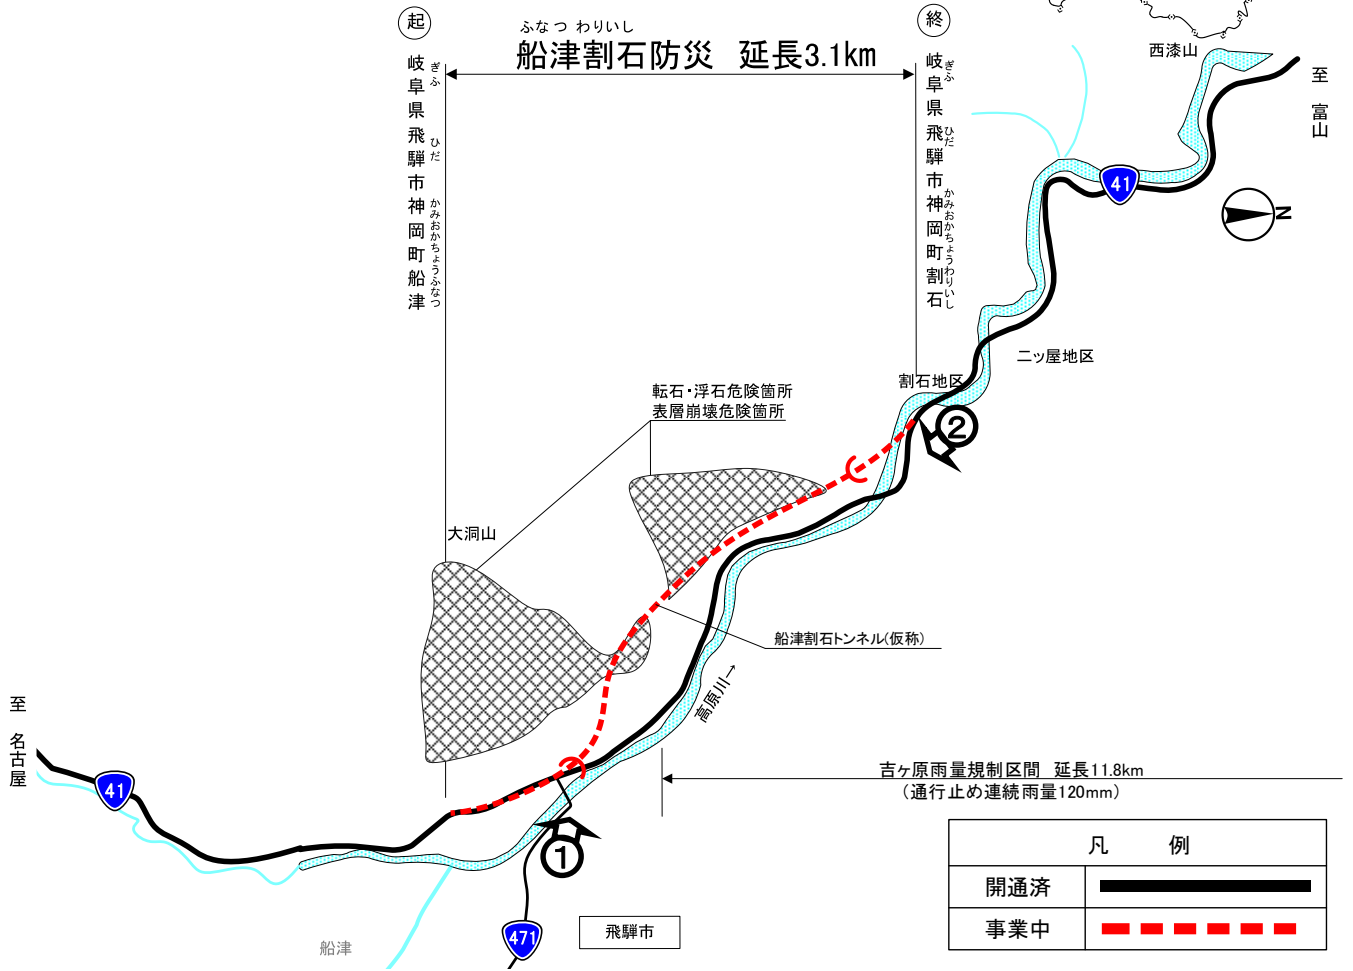 起
ふなつ わりいし
船津割石防災 延長3.1km
終
岐阜県飛騨市神岡町船津
ぎふ ひだ かみおかちょうふなつ
岐阜県飛騨市神岡町割石
ぎふ ひだ かみおかちょうわりいし
西漆山
至 富山
41
N
二ッ屋地区
割石地区
転石・浮石危険箇所
表層崩壊危険箇所
②
大洞山
船津割石トンネル(仮称)
高原川→
至 名古屋
41
吉ヶ原雨量規制区間 延長11.8km
(通行止め連続雨量120mm)
①
471
飛騨市
船津
凡 例
開通済
事業中